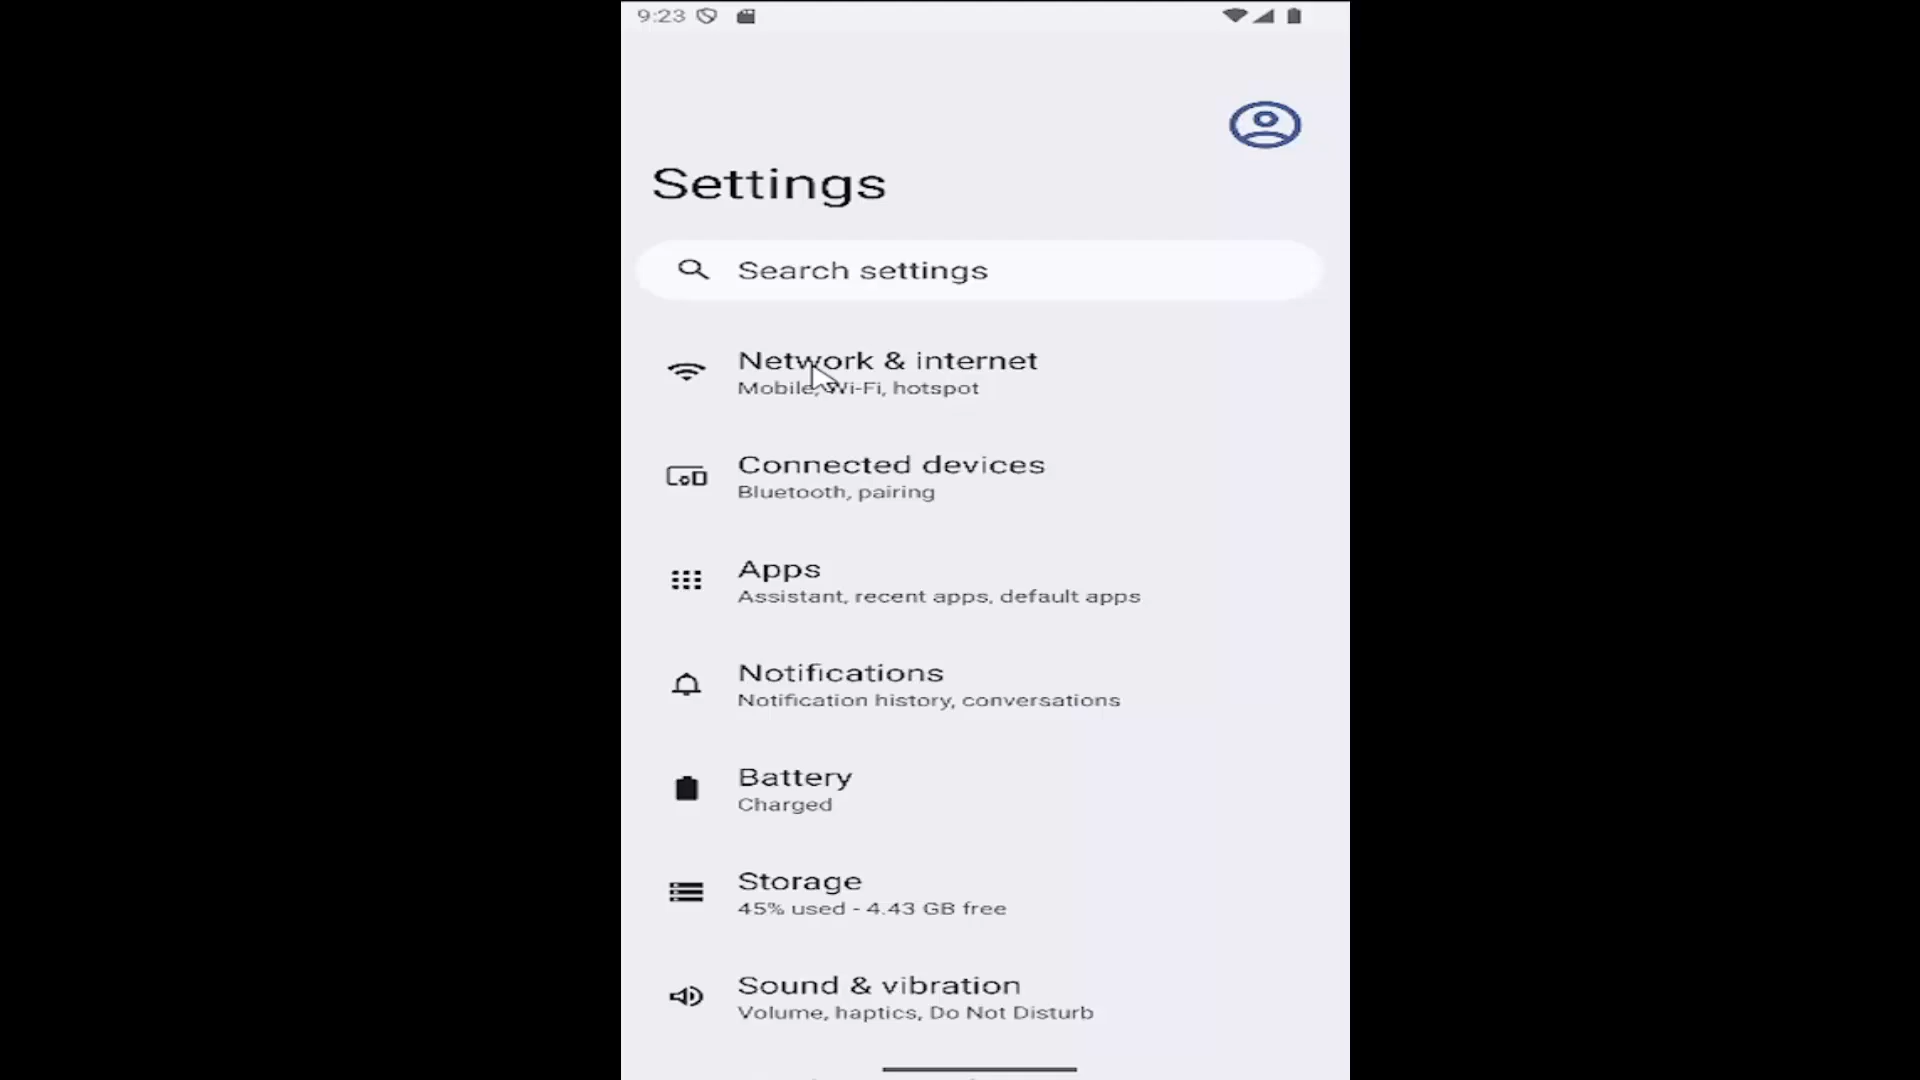 9:23
Settings
Search settings
Network & internet
Mobile, Wi-Fi, hotspot
Connected devices
Bluetooth, pairing
Apps
Assistant, recent apps, default apps
Notifications
Notification history, conversations
Battery
Charged
Storage
45% used - 4.43 GB free
Sound & vibration
Volume, haptics, Do Not Disturb